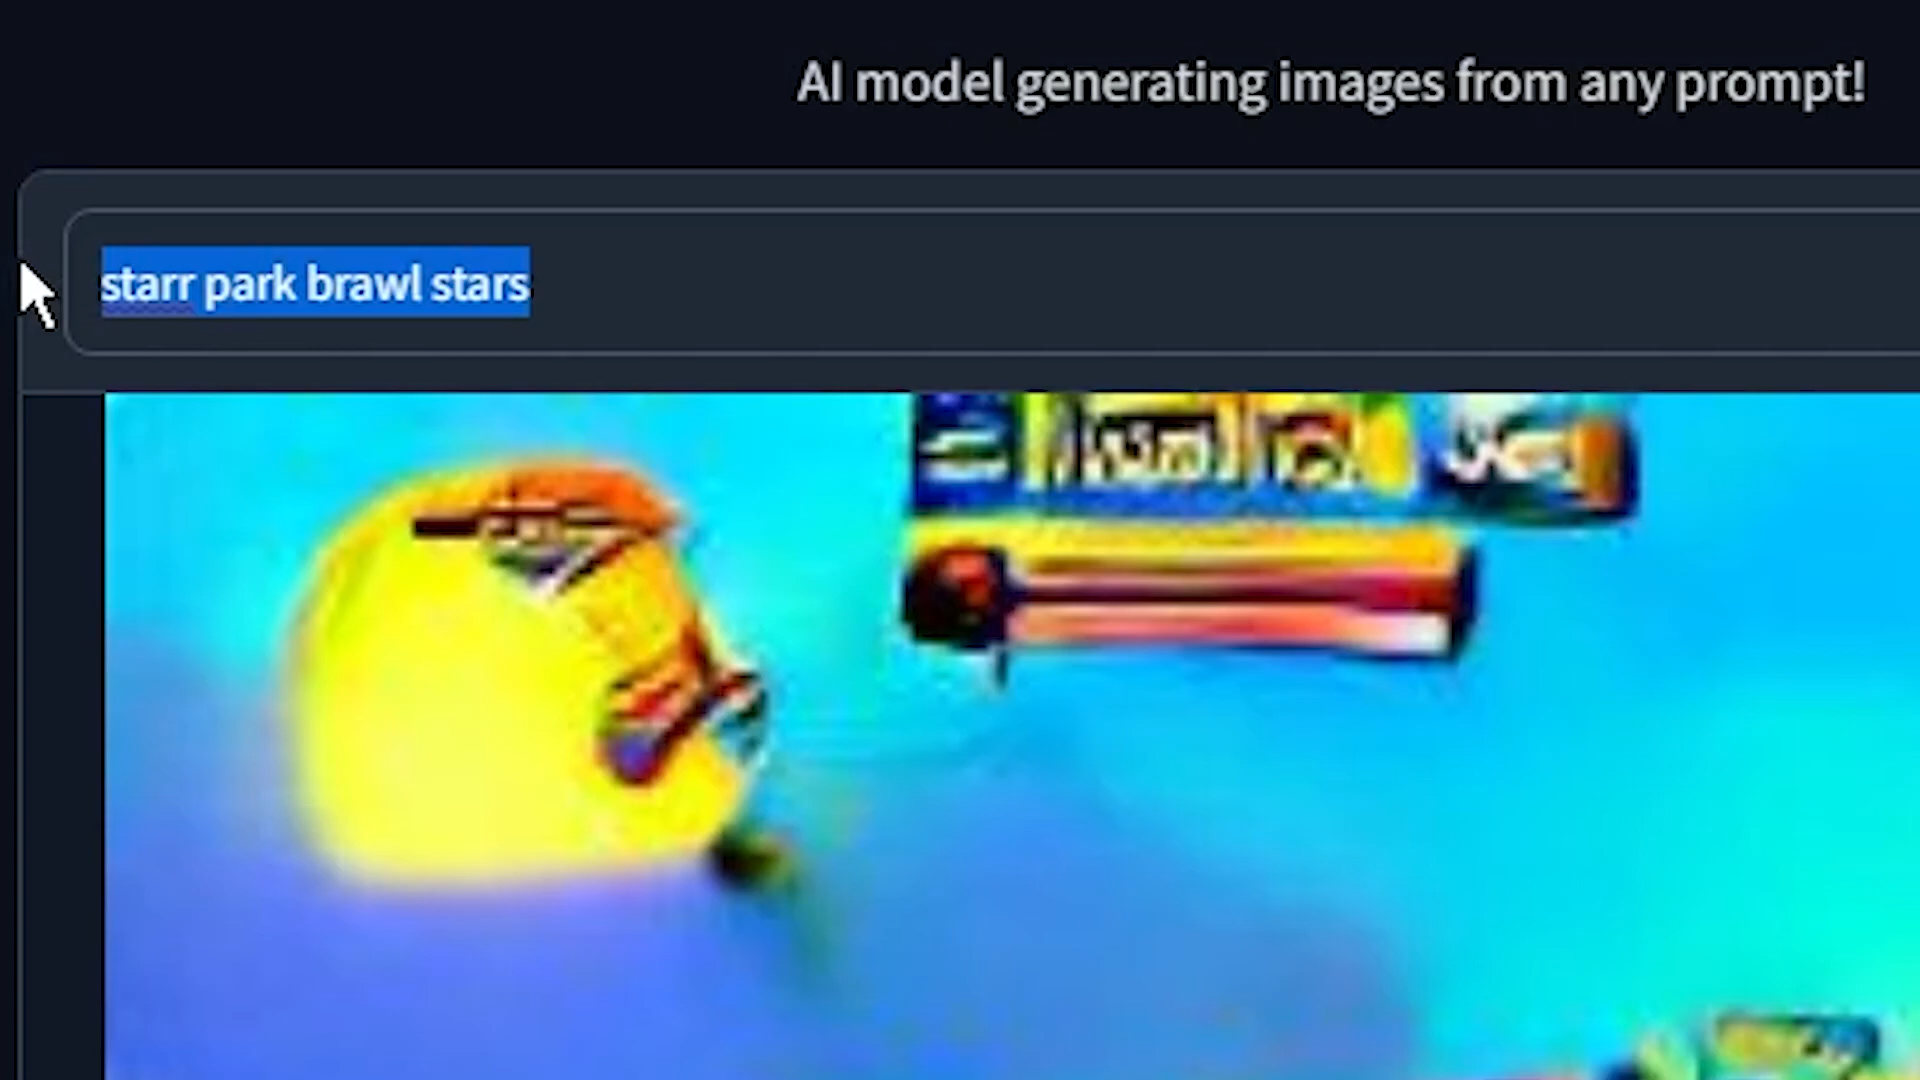 AI model generating images from any prompt!
starr park brawl stars